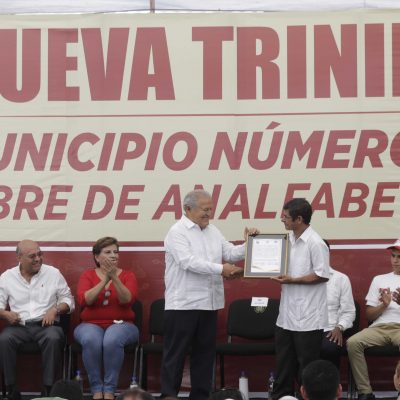 UEVA TRINI
UNICIPIO NÚMERO
BRE DE ANALFABE